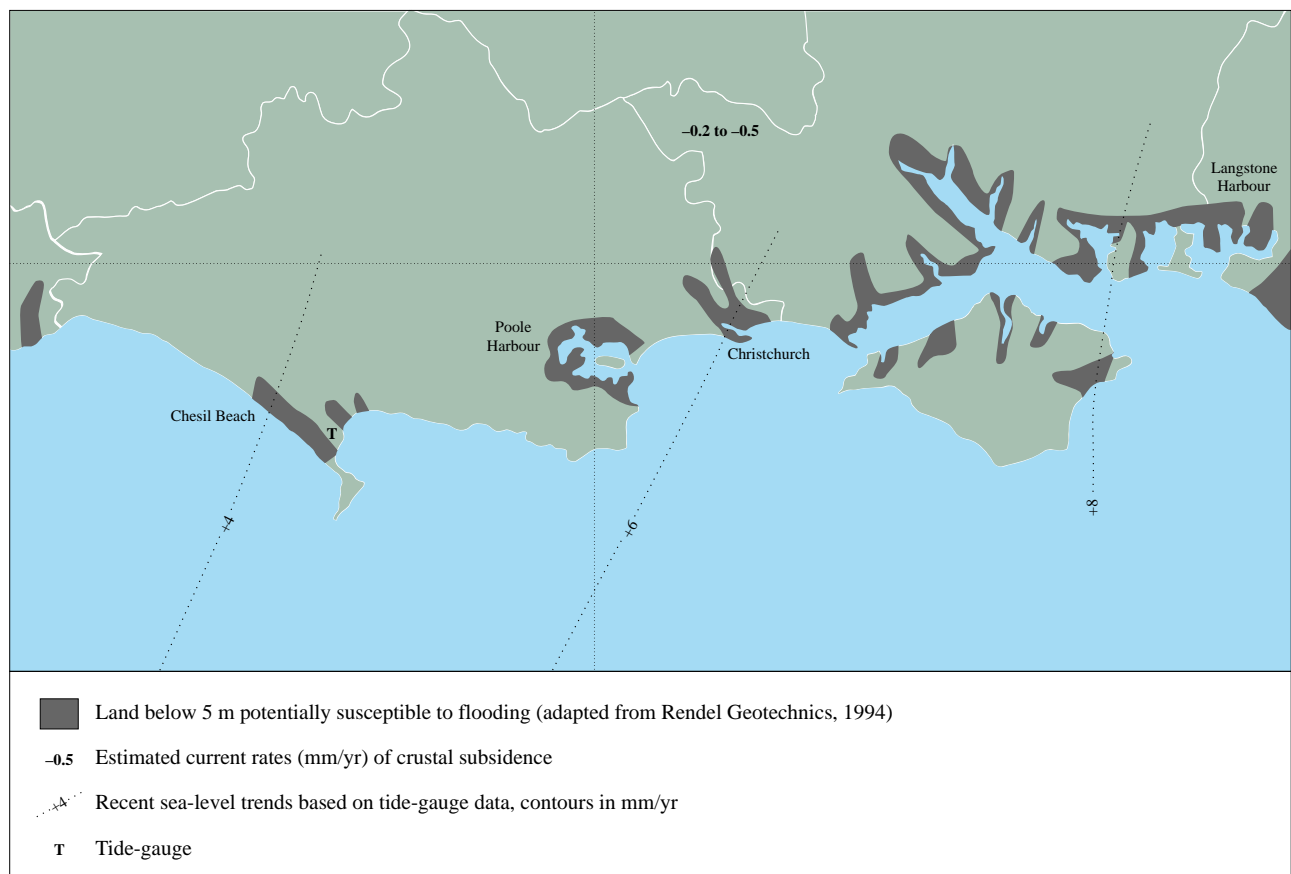 –0.2 to –0.5
Langstone
Harbour
Poole
Harbour
Christchurch
Chesil Beach
T
+4
+6
+8
Land below 5 m potentially susceptible to flooding (adapted from Rendel Geotechnics, 1994)
–0.5 Estimated current rates (mm/yr) of crustal subsidence
+4 Recent sea-level trends based on tide-gauge data, contours in mm/yr
T Tide-gauge